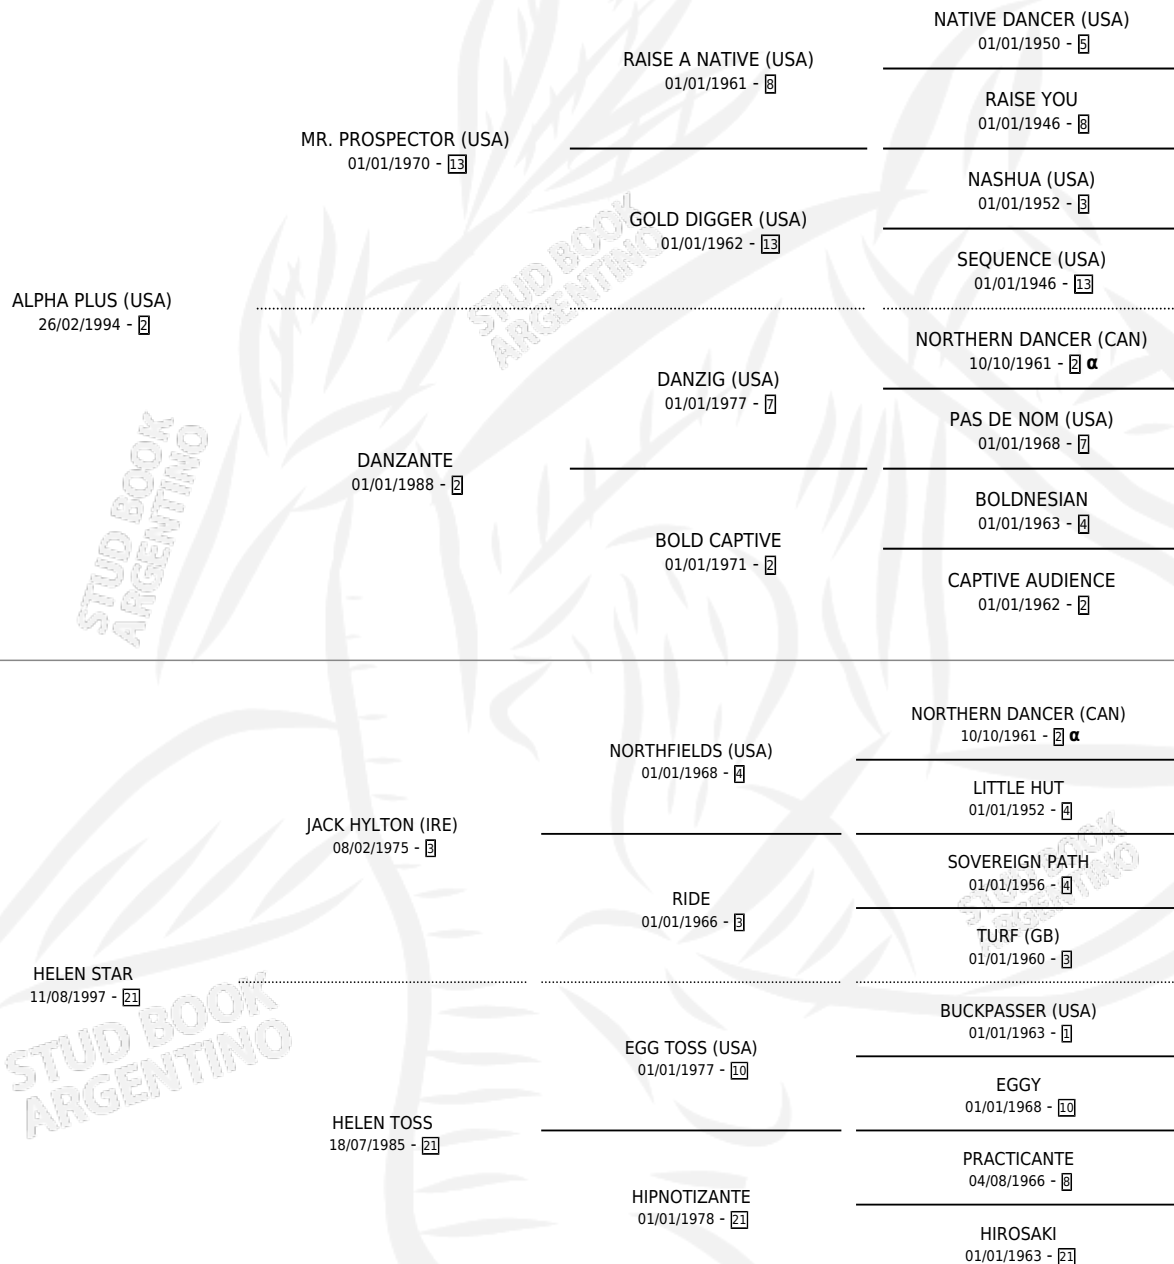 NATIVE DANCER (USA)
01/01/1950 - 5
RAISE A NATIVE (USA)
01/01/1961 - 8
RAISE YOU
01/01/1946 - 8
MR. PROSPECTOR (USA)
01/01/1970 - 13
NASHUA (USA)
01/01/1952 - 3
GOLD DIGGER (USA)
01/01/1962 - 13
SEQUENCE (USA)
01/01/1946 - 13
ALPHA PLUS (USA)
26/02/1994 - 2
NORTHERN DANCER (CAN)
10/10/1961 - 2 α
DANZIG (USA)
01/01/1977 - 7
PAS DE NOM (USA)
01/01/1968 - 7
DANZANTE
01/01/1988 - 2
BOLDNESIAN
01/01/1963 - 4
BOLD CAPTIVE
01/01/1971 - 2
CAPTIVE AUDIENCE
01/01/1962 - 2
STUD BOOK
ARGENTINO
STUD BOOK
ARGENTINO
NORTHERN DANCER (CAN)
10/10/1961 - 2 α
NORTHFIELDS (USA)
01/01/1968 - 4
LITTLE HUT
01/01/1952 - 4
JACK HYLTON (IRE)
08/02/1975 - 3
SOVEREIGN PATH
01/01/1956 - 4
RIDE
01/01/1966 - 3
TURF (GB)
01/01/1960 - 3
HELEN STAR
11/08/1997 - 21
BUCKPASSER (USA)
01/01/1963 - 1
EGG TOSS (USA)
01/01/1977 - 10
EGGY
01/01/1968 - 10
HELEN TOSS
18/07/1985 - 21
PRACTICANTE
04/08/1966 - 8
HIPNOTIZANTE
01/01/1978 - 21
HIROSAKI
01/01/1963 - 21
STUD BOOK
ARGENTINO
STUD BOOK
ARGENTINO